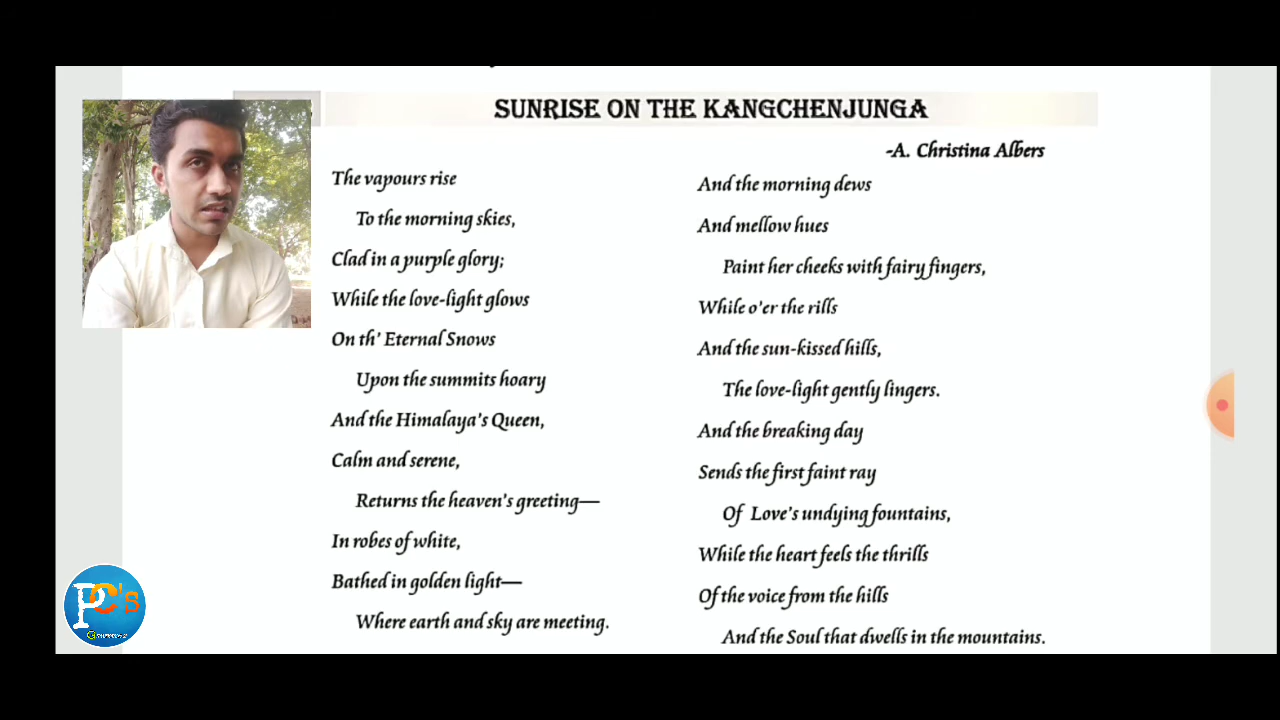 SUNRISE ON THE KANGCHENJUNGA
-A. Christina Albers
The vapours rise
To the morning skies,
Clad in a purple glory;
While the love-light glows
On th' Eternal Snows
Upon the summits hoary
And the Himalaya's Queen,
Calm and serene,
Returns the heaven's greeting—
In robes of white,
Bathed in golden light—
Where earth and sky are meeting.
And the morning dews
And mellow hues
Paint her cheeks with fairy fingers,
While o'er the rills
And the sun-kissed hills,
The love-light gently lingers.
And the breaking day
Sends the first faint ray
Of Love's undying fountains,
While the heart feels the thrills
Of the voice from the hills
And the Soul that dwells in the mountains.
PC's